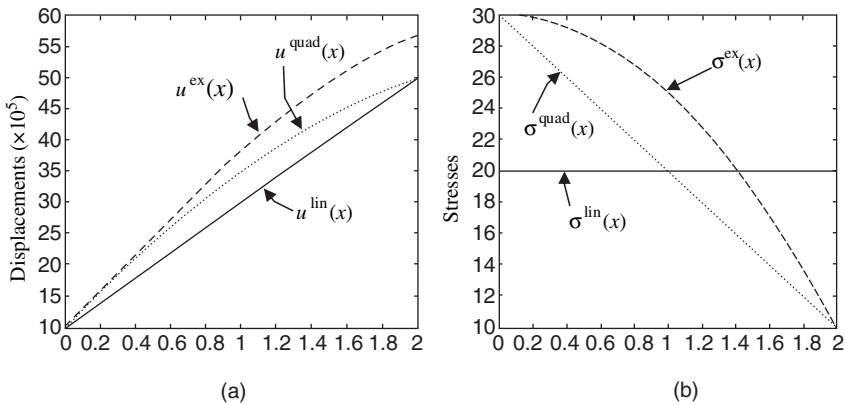 60
55
50
45
40
35
30
25
20
15
10
Displacements (×10⁵)
u^quad(x)
u^ex(x)
u^lin(x)
0 0.2 0.4 0.6 0.8 1 1.2 1.4 1.6 1.8 2
(a)
30
28
26
24
22
20
18
16
14
12
10
Stresses
σ^ex(x)
σ^quad(x)
σ^lin(x)
0 0.2 0.4 0.6 0.8 1.0 1.2 1.4 1.6 1.8 2
(b)